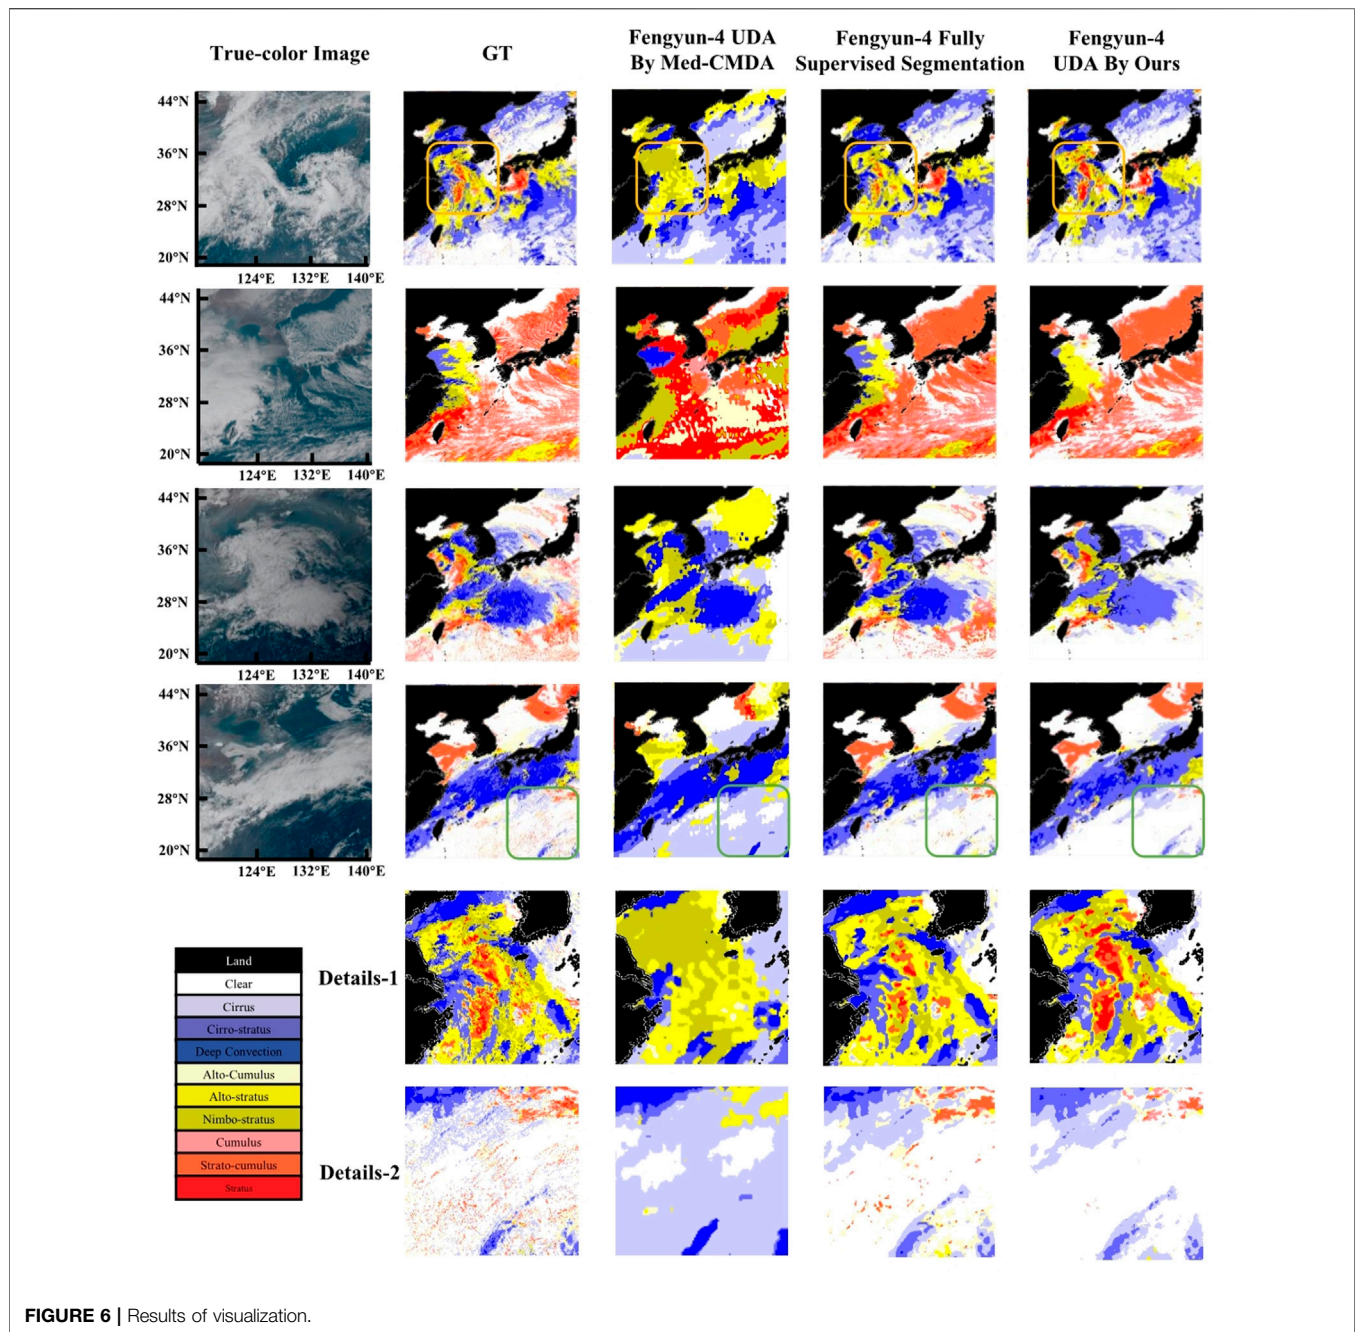 True-color Image
GT
Fengyun-4 UDA
By Med-CMDA
Fengyun-4 Fully
Supervised Segmentation
Fengyun-4
UDA By Ours
44°N
36°N
28°N
20°N
124°E 132°E 140°E
44°N
36°N
28°N
20°N
124°E 132°E 140°E
44°N
36°N
28°N
20°N
124°E 132°E 140°E
44°N
36°N
28°N
20°N
124°E 132°E 140°E
Land
Clear
Cirrus
Cirro-stratus
Deep Convection
Alto-Cumulus
Alto-stratus
Nimbo-stratus
Cumulus
Strato-cumulus
Stratus
Details-1
Details-2
FIGURE 6 | Results of visualization.